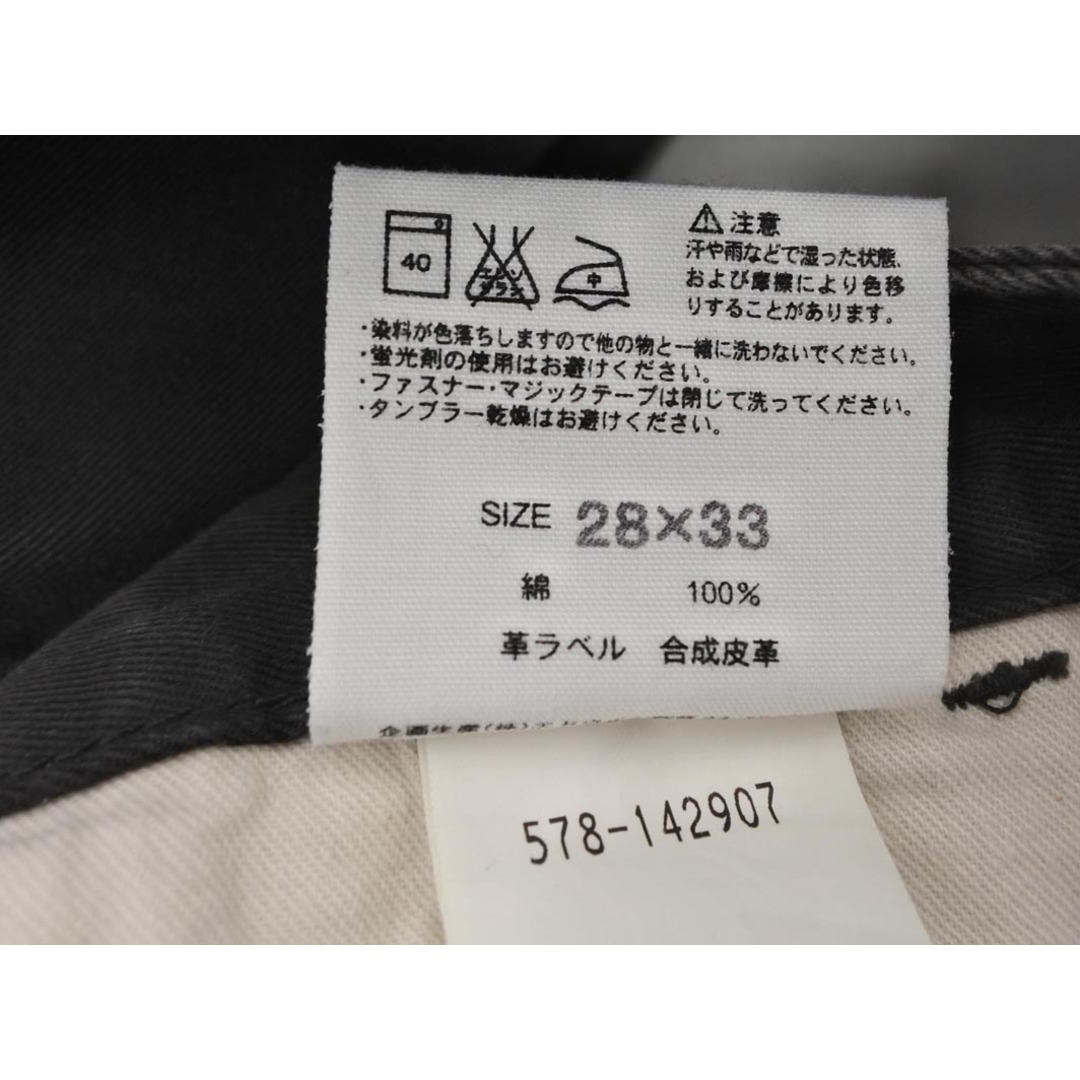 40
エンソ
サラシ
中
注意
汗や雨などで湿った状態、
および摩擦により色移
りすることがあります。
・染料が色落ちしますので他の物と一緒に洗わないでください。
・蛍光剤の使用はお避けください。
・ファスナー・マジックテープは閉じて洗ってください。
・タンブラー乾燥はお避けください。
SIZE 28×33
綿 100%
革ラベル 合成皮革
578-142907